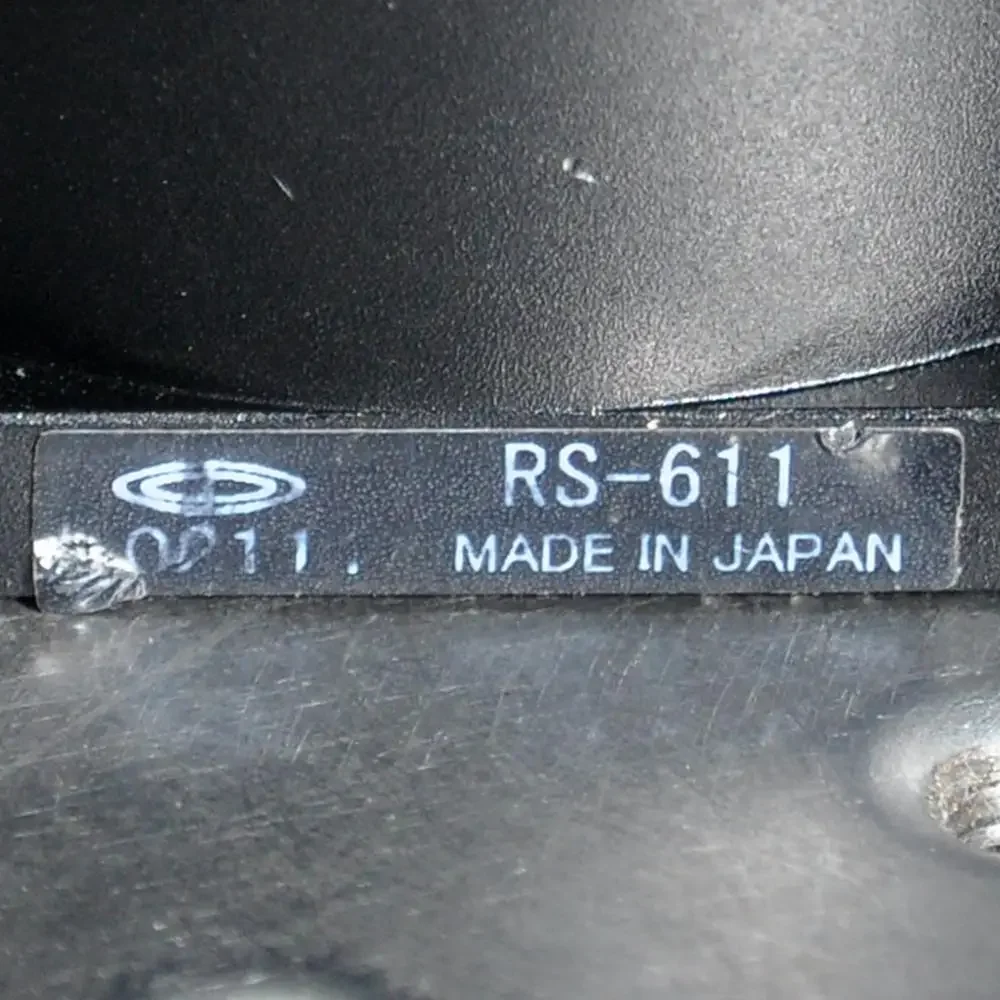 RS-611
0211.
MADE IN JAPAN